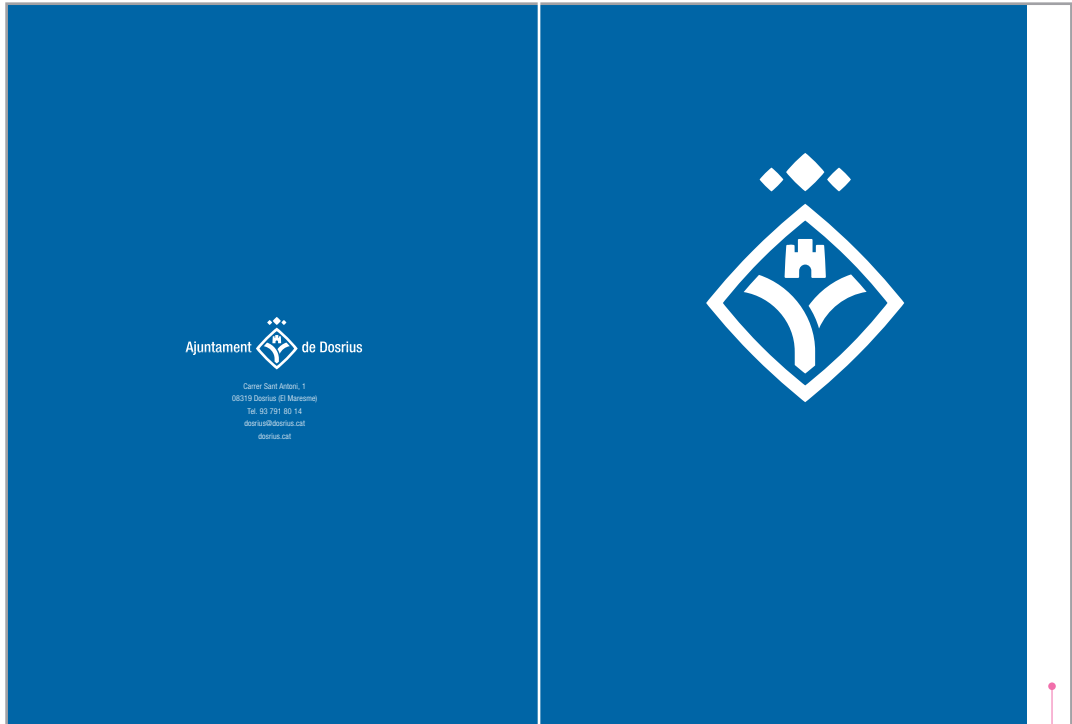 Ajuntament de Dosrius
Carrer Sant Antoni, 1
08319 Dosrius (El Maresme)
Tel. 93 791 80 14
dosrius@dosrius.cat
dosrius.cat